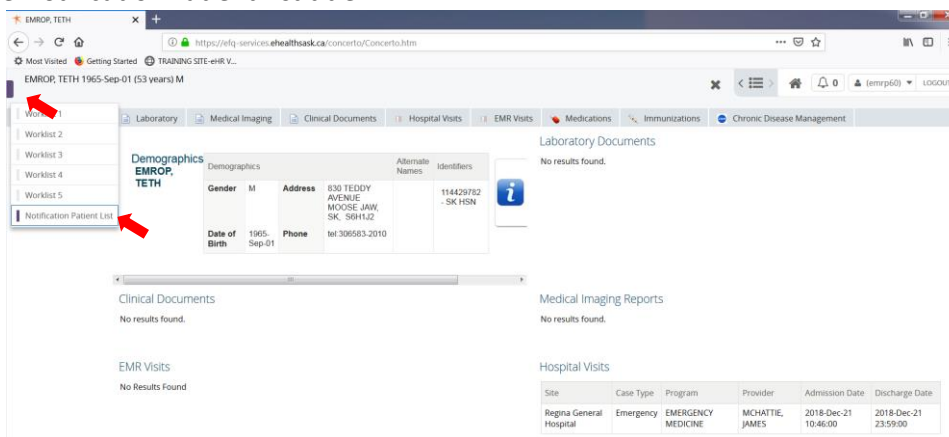 EMROP, TETH
https://efq-services.ehealthsask.ca/concerto/Concerto.htm
Most Visited Getting Started TRAINING SITE-eHR V...
EMROP, TETH 1965-Sep-01 (53 years) M
0 (emrp60) LOGOUT
Laboratory Medical Imaging Clinical Documents Hospital Visits EMR Visits Medications Immunizations Chronic Disease Management
Worklist 2
Worklist 3
Worklist 4
Worklist 5
Notification Patient List
Demographics
EMROP,
TETH
Demographics Alternate Names Identifiers
Gender M Address 830 TEDDY
AVENUE
MOOSE JAW,
SK, S6H1J2
114429782
- SK HSN
Date of Birth 1965-Sep-01 Phone tel:306583-2010
Laboratory Documents
No results found.
Clinical Documents
No results found.
Medical Imaging Reports
No results found.
EMR Visits
No Results Found
Hospital Visits
Site Case Type Program Provider Admission Date Discharge Date
Regina General Hospital Emergency EMERGENCY MEDICINE MCHATTIE, JAMES 2018-Dec-21 10:46:00 2018-Dec-21 23:59:00